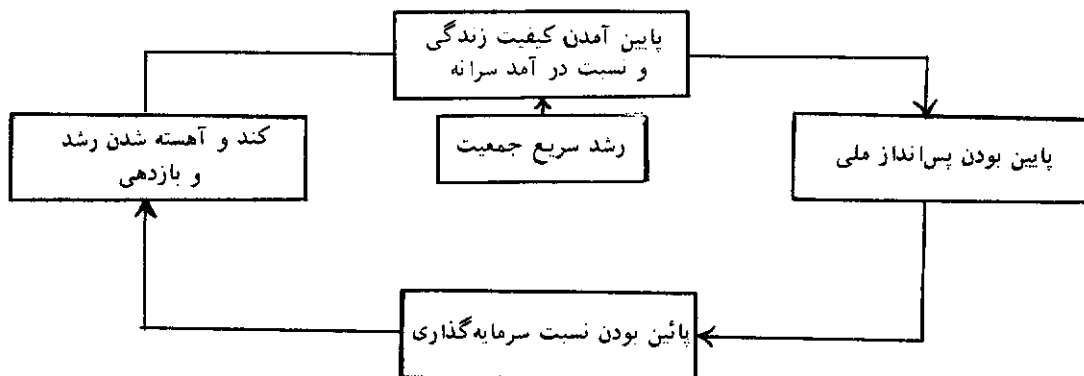 پایین آمدن کیفیت زندگی
و نسبت در آمد سرانه
رشد سریع جمعیت
کند و آهسته شدن رشد
و بازدهی
پایین بودن پس‌انداز ملی
پائین بودن نسبت سرمایه‌گذاری